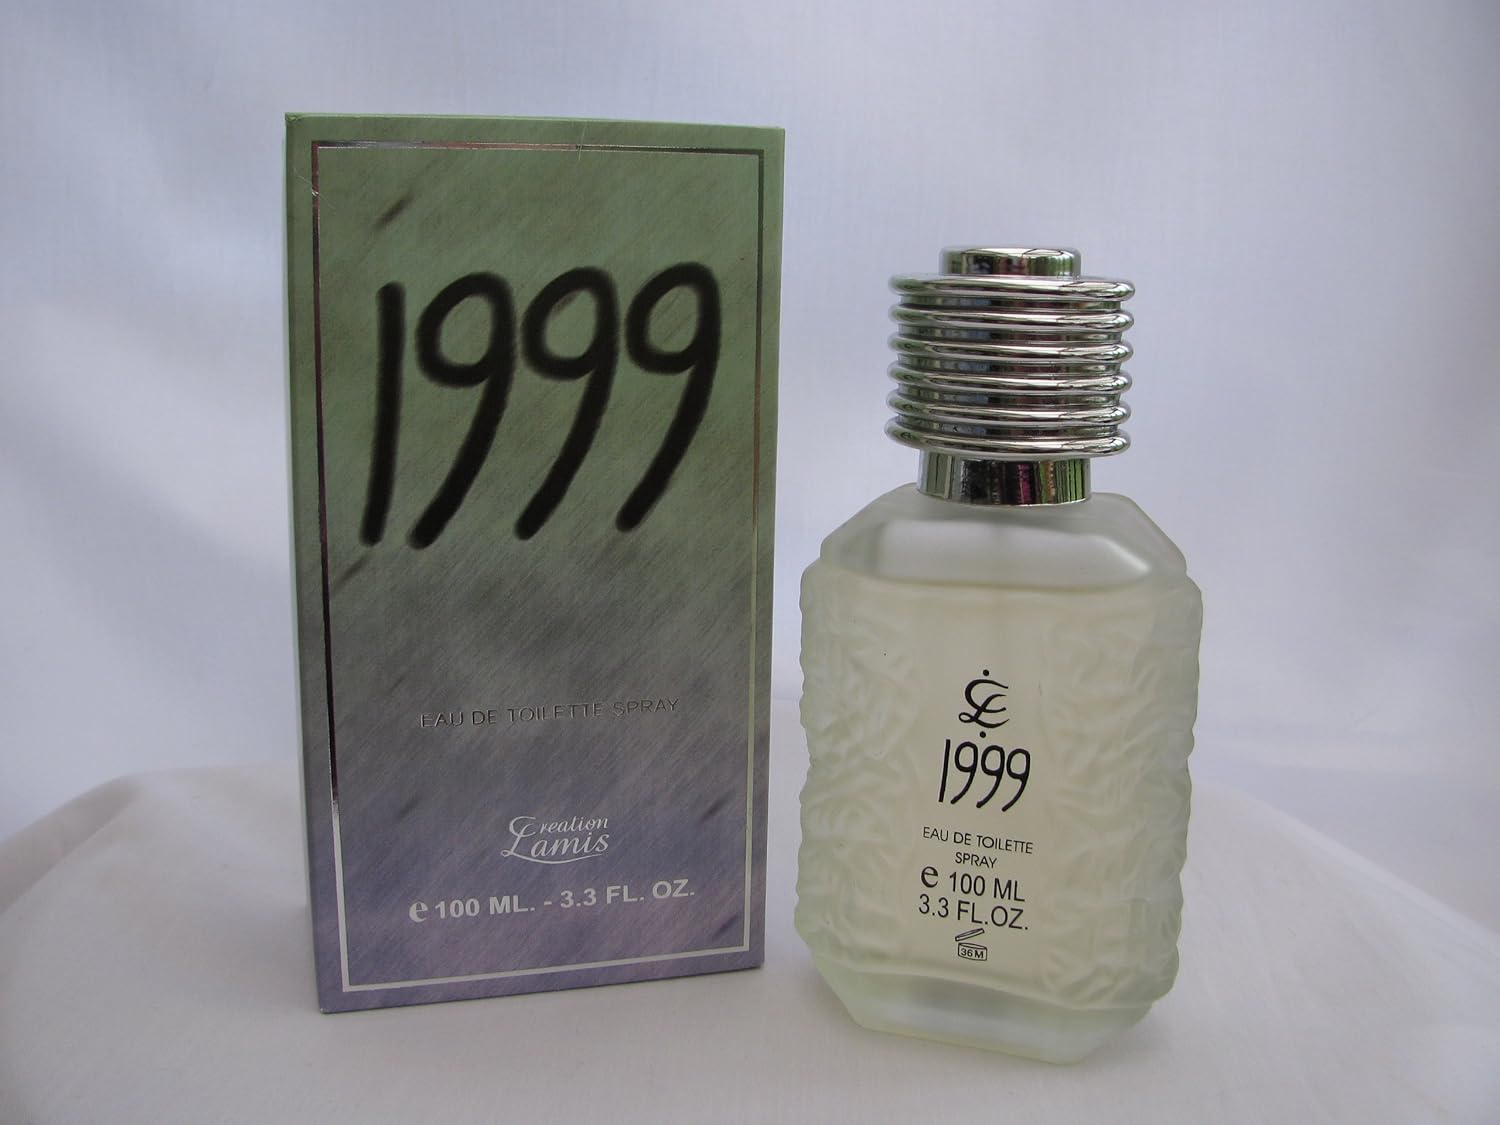 1999
EAU DE TOILETTE SPRAY
Creation
Lamis
e 100 ML. - 3.3 FL. OZ.
1999
EAU DE TOILETTE
SPRAY
e 100 ML
3.3 FL.OZ.
36M